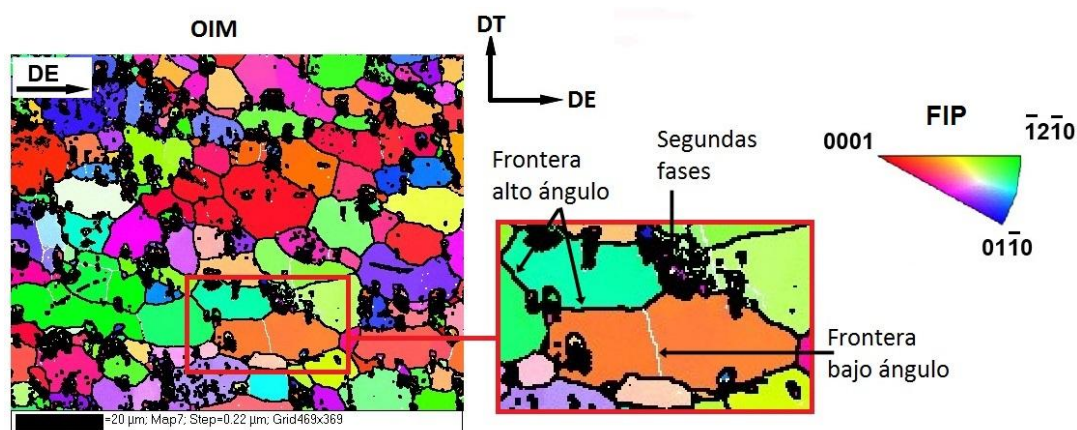 OIM
DE
DT
DE
Segundas
fases
Frontera
alto ángulo
FIP
0001
1̅21̅0
011̅0
Frontera
bajo ángulo
=20 µm; Map7; Step=0.22 µm; Grid469x369